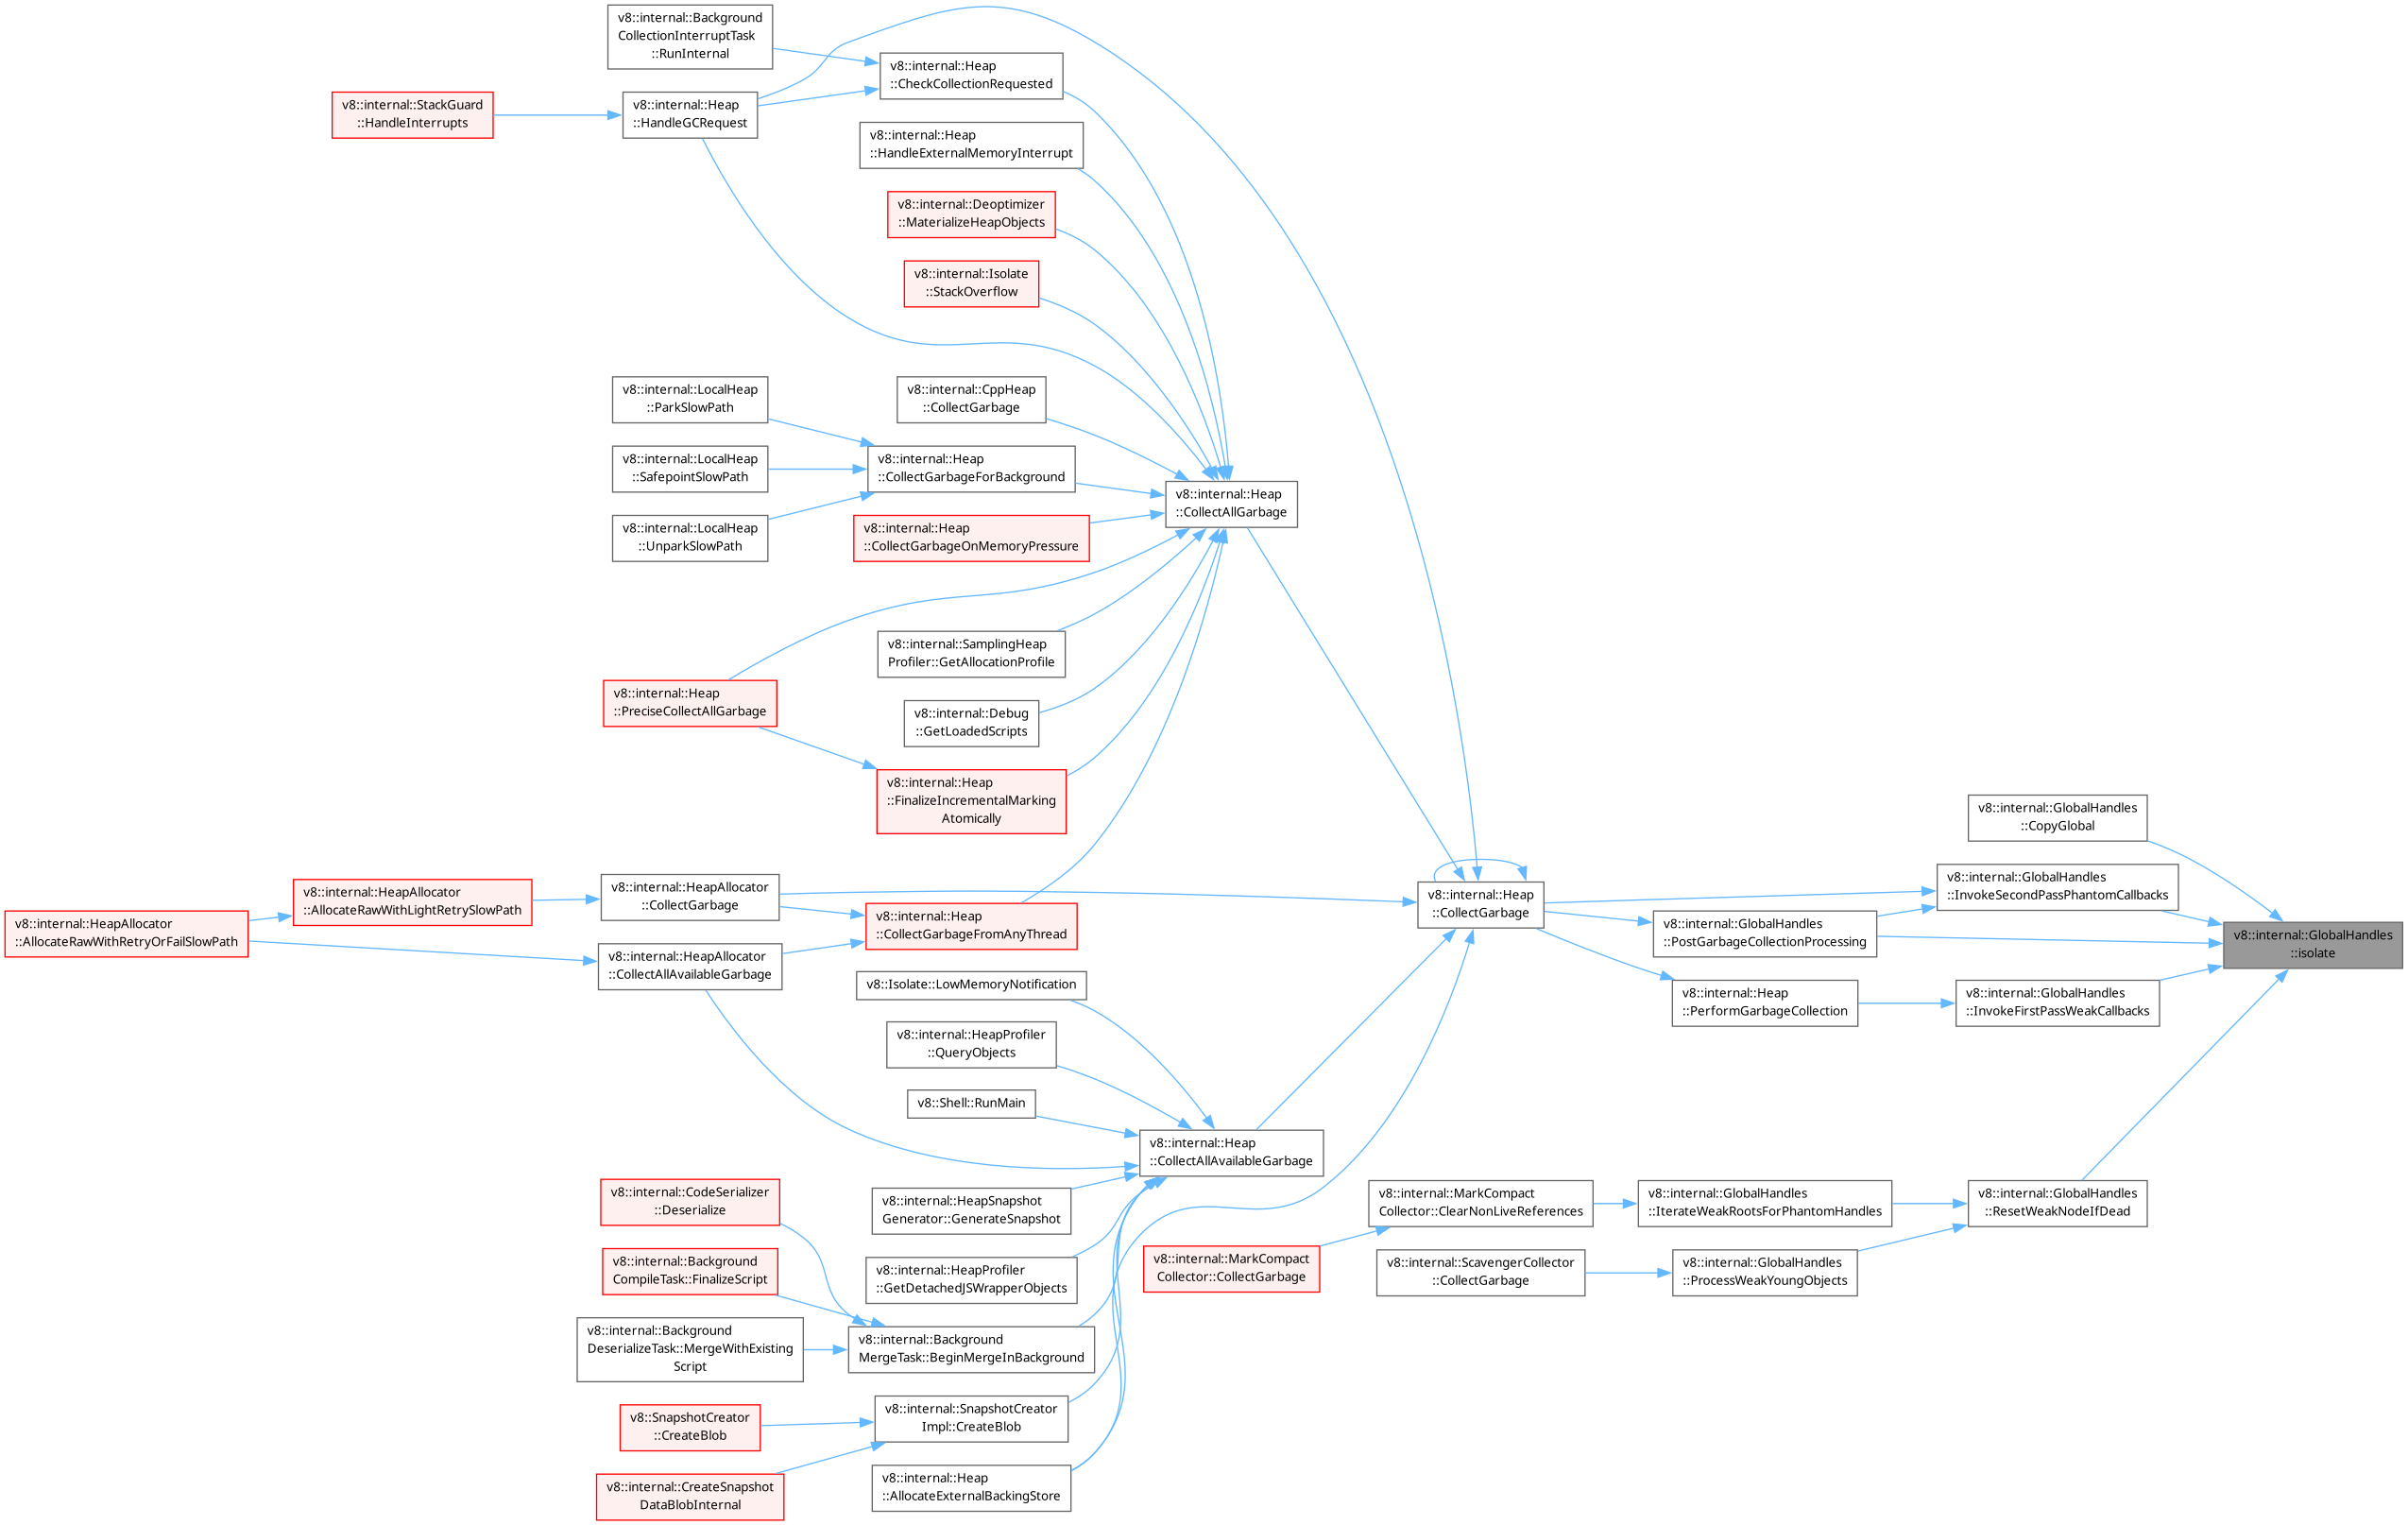 v8::internal::Background
CollectionInterruptTask
::RunInternal
v8::internal::Heap
::CheckCollectionRequested
v8::internal::StackGuard
::HandleInterrupts
v8::internal::Heap
::HandleGCRequest
v8::internal::Heap
::HandleExternalMemoryInterrupt
v8::internal::Deoptimizer
::MaterializeHeapObjects
v8::internal::Isolate
::StackOverflow
v8::internal::LocalHeap
::ParkSlowPath
v8::internal::CppHeap
::CollectGarbage
v8::internal::LocalHeap
::SafepointSlowPath
v8::internal::Heap
::CollectGarbageForBackground
v8::internal::Heap
::CollectAllGarbage
v8::internal::LocalHeap
::UnparkSlowPath
v8::internal::Heap
::CollectGarbageOnMemoryPressure
v8::internal::SamplingHeap
Profiler::GetAllocationProfile
v8::internal::Heap
::PreciseCollectAllGarbage
v8::internal::Debug
::GetLoadedScripts
v8::internal::Heap
::FinalizeIncrementalMarking
Atomically
v8::internal::GlobalHandles
::CopyGlobal
v8::internal::HeapAllocator
::AllocateRawWithRetryOrFailSlowPath
v8::internal::HeapAllocator
::AllocateRawWithLightRetrySlowPath
v8::internal::HeapAllocator
::CollectGarbage
v8::internal::Heap
::CollectGarbageFromAnyThread
v8::internal::Heap
::CollectGarbage
v8::internal::GlobalHandles
::InvokeSecondPassPhantomCallbacks
v8::internal::GlobalHandles
::PostGarbageCollectionProcessing
v8::internal::GlobalHandles
::isolate
v8::internal::HeapAllocator
::CollectAllAvailableGarbage
v8::Isolate::LowMemoryNotification
v8::internal::Heap
::PerformGarbageCollection
v8::internal::GlobalHandles
::InvokeFirstPassWeakCallbacks
v8::internal::HeapProfiler
::QueryObjects
v8::Shell::RunMain
v8::internal::Heap
::CollectAllAvailableGarbage
v8::internal::HeapSnapshot
Generator::GenerateSnapshot
v8::internal::MarkCompact
Collector::ClearNonLiveReferences
v8::internal::GlobalHandles
::IterateWeakRootsForPhantomHandles
v8::internal::GlobalHandles
::ResetWeakNodeIfDead
v8::internal::CodeSerializer
::Deserialize
v8::internal::Background
CompileTask::FinalizeScript
v8::internal::HeapProfiler
::GetDetachedJSWrapperObjects
v8::internal::MarkCompact
Collector::CollectGarbage
v8::internal::ScavengerCollector
::CollectGarbage
v8::internal::GlobalHandles
::ProcessWeakYoungObjects
v8::internal::Background
DeserializeTask::MergeWithExisting
Script
v8::internal::Background
MergeTask::BeginMergeInBackground
v8::SnapshotCreator
::CreateBlob
v8::internal::SnapshotCreator
Impl::CreateBlob
v8::internal::CreateSnapshot
DataBlobInternal
v8::internal::Heap
::AllocateExternalBackingStore